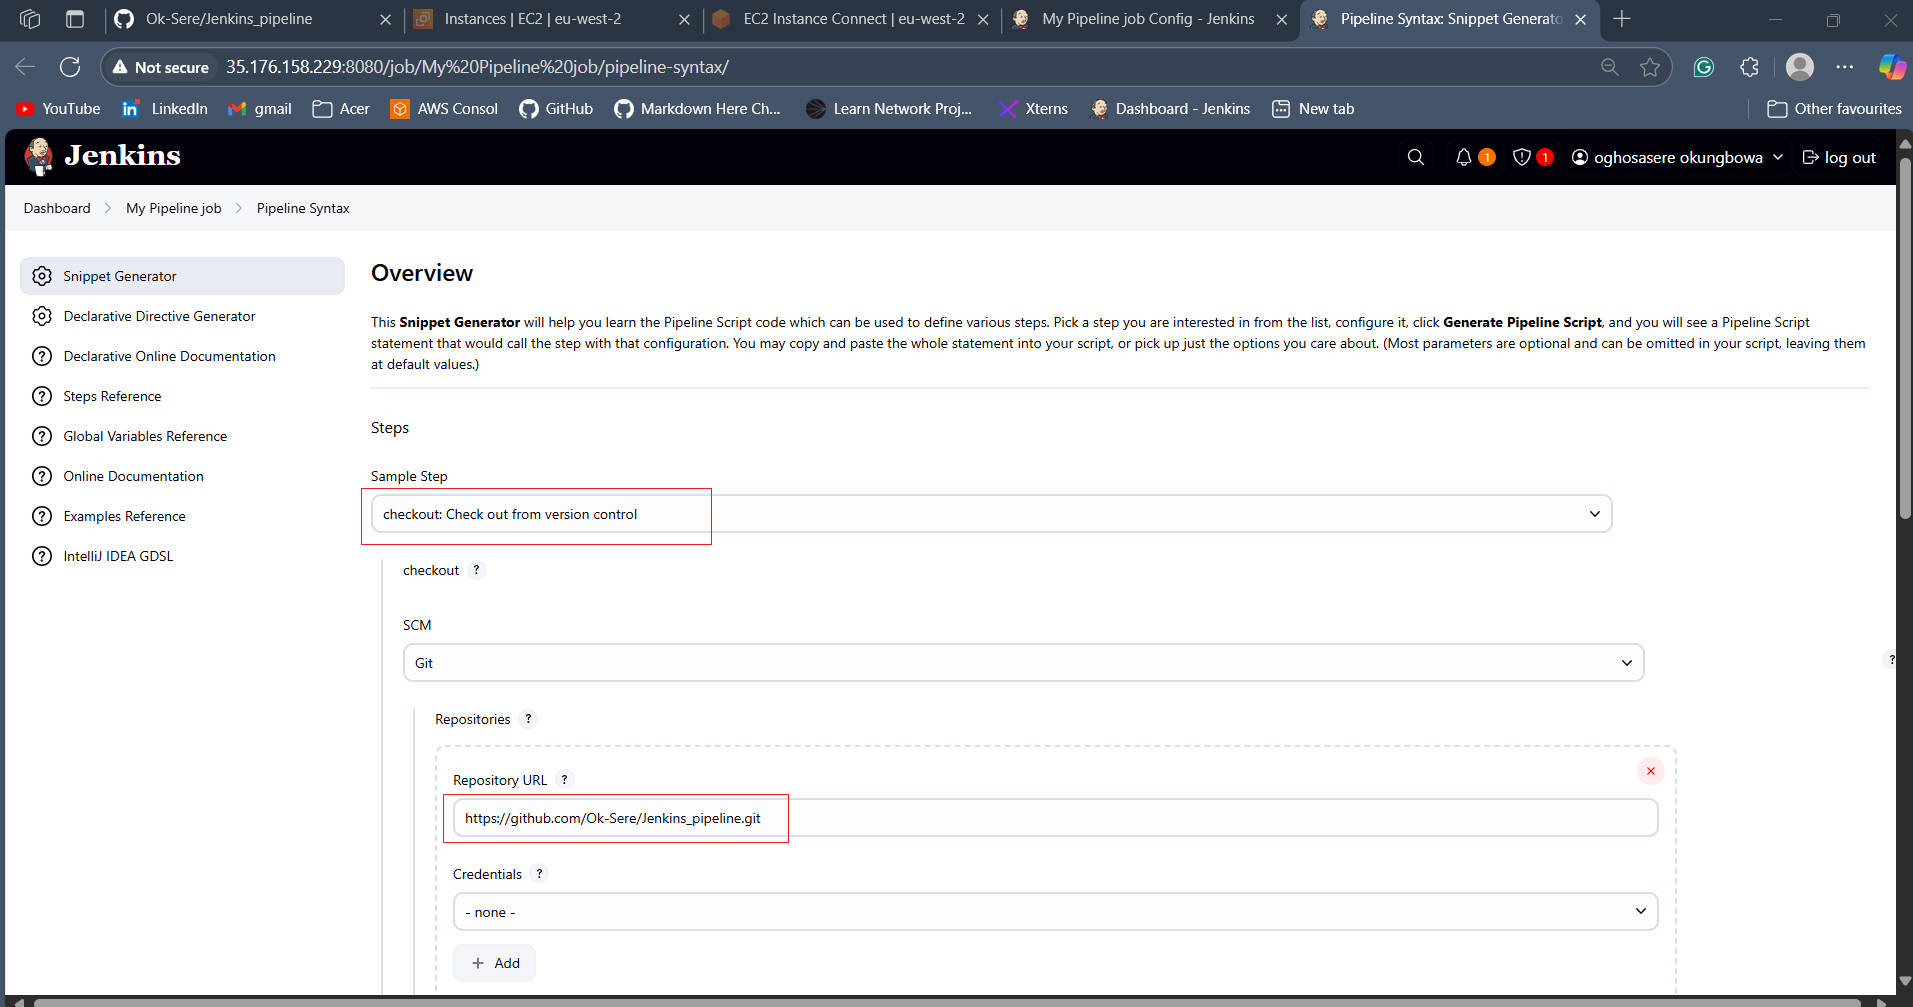 Ok-Sere/Jenkins_pipeline
Instances | EC2 | eu-west-2
EC2 Instance Connect | eu-west-2
My Pipeline job Config - Jenkins
Pipeline Syntax: Snippet Generato
Not secure
35.176.158.229:8080/job/My%20Pipeline%20job/pipeline-syntax/
YouTube
LinkedIn
gmail
Acer
AWS Consol
GitHub
Markdown Here Ch...
Learn Network Proj...
Xterns
Dashboard - Jenkins
New tab
Other favourites
Jenkins
1
1
oghosasere okungbowa
log out
Dashboard
My Pipeline job
Pipeline Syntax
Snippet Generator
Declarative Directive Generator
Declarative Online Documentation
Steps Reference
Global Variables Reference
Online Documentation
Examples Reference
IntelliJ IDEA GDSL
Overview
This Snippet Generator will help you learn the Pipeline Script code which can be used to define various steps. Pick a step you are interested in from the list, configure it, click Generate Pipeline Script, and you will see a Pipeline Script
statement that would call the step with that configuration. You may copy and paste the whole statement into your script, or pick up just the options you care about. (Most parameters are optional and can be omitted in your script, leaving them
at default values.)
Steps
Sample Step
checkout: Check out from version control
checkout ?
SCM
Git
?
Repositories ?
Repository URL ?
https://github.com/Ok-Sere/Jenkins_pipeline.git
Credentials ?
- none -
+ Add